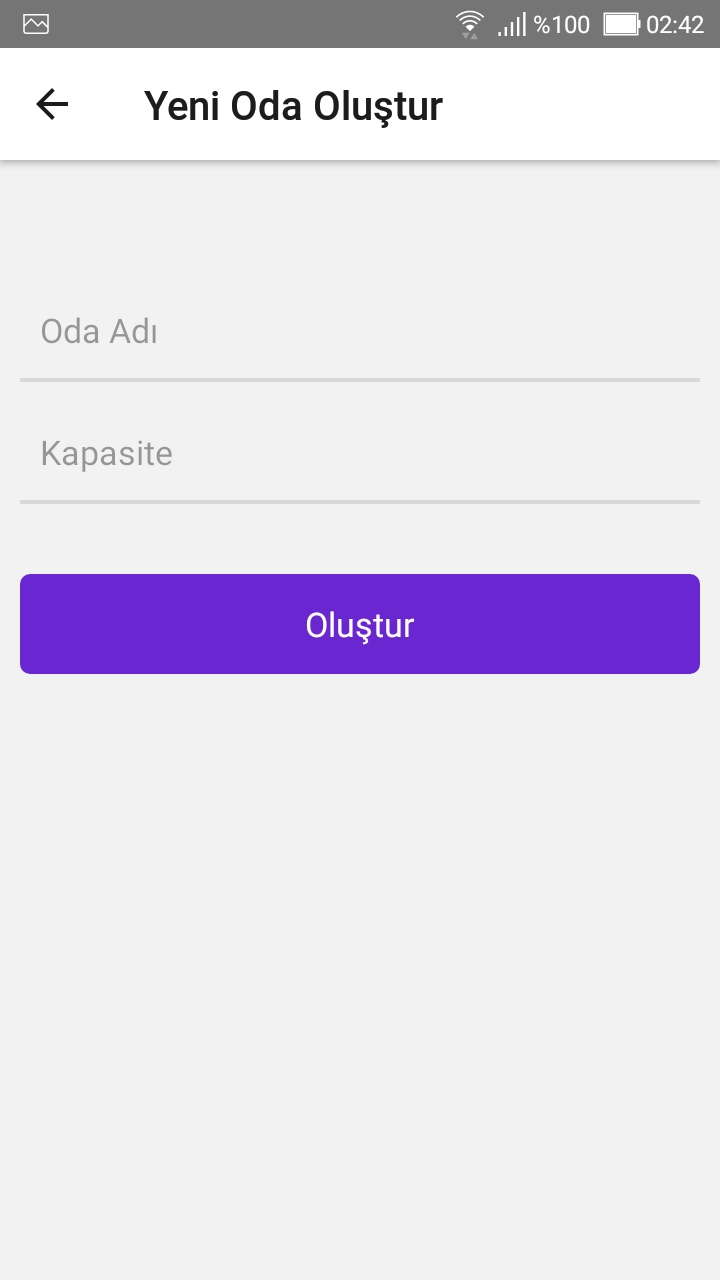 %100 02:42
Yeni Oda Oluştur
Oda Adı
Kapasite
Oluştur